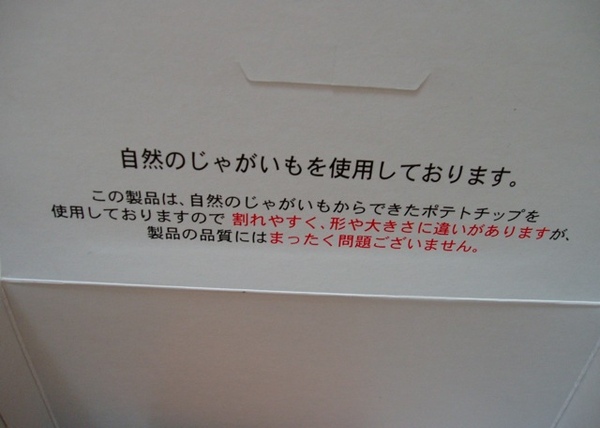 自然のじゃがいもを使用しております。
この製品は、自然のじゃがいもからできたポテトチップを
使用しておりますので 割れやすく、形や大きさに違いがありますが、
製品の品質にはまったく問題ございません。